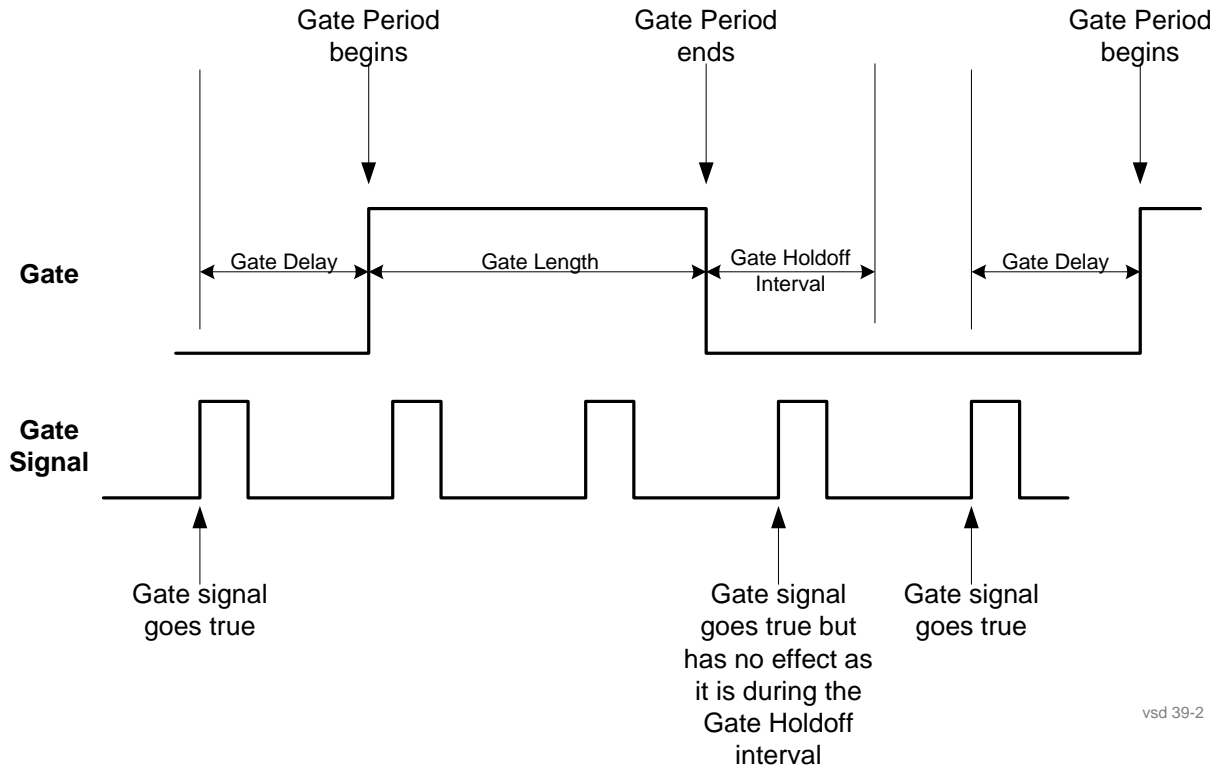 Gate Period
begins
Gate Period
ends
Gate Period
begins
Gate Delay
Gate Length
Gate Holdoff
Interval
Gate Delay
Gate
Gate
Signal
Gate signal
goes true
Gate signal
goes true but
has no effect as
it is during the
Gate Holdoff
interval
Gate signal
goes true
vsd 39-2